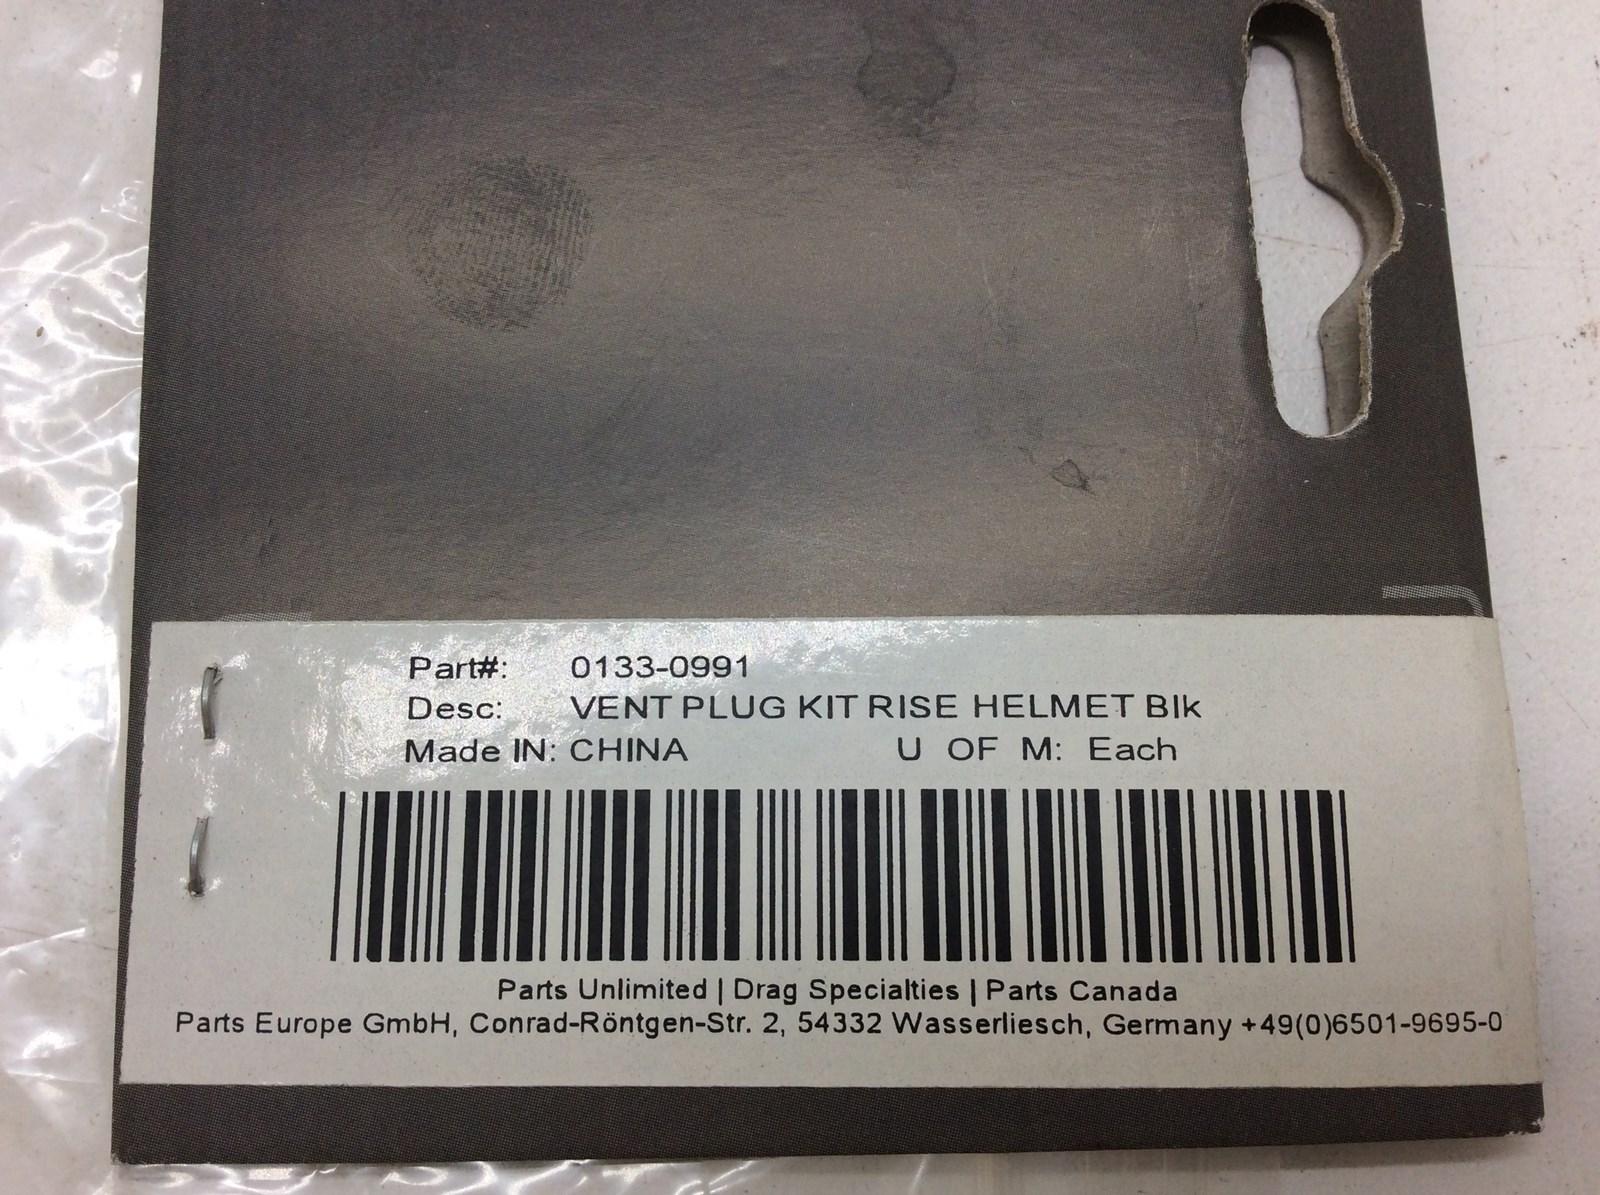 Part#: 0133-0991
Desc: VENT PLUG KIT RISE HELMET Blk
Made IN: CHINA U OF M: Each
Parts Unlimited | Drag Specialties | Parts Canada
Parts Europe GmbH, Conrad-Röntgen-Str. 2, 54332 Wasserliesch, Germany +49(0)6501-9695-0